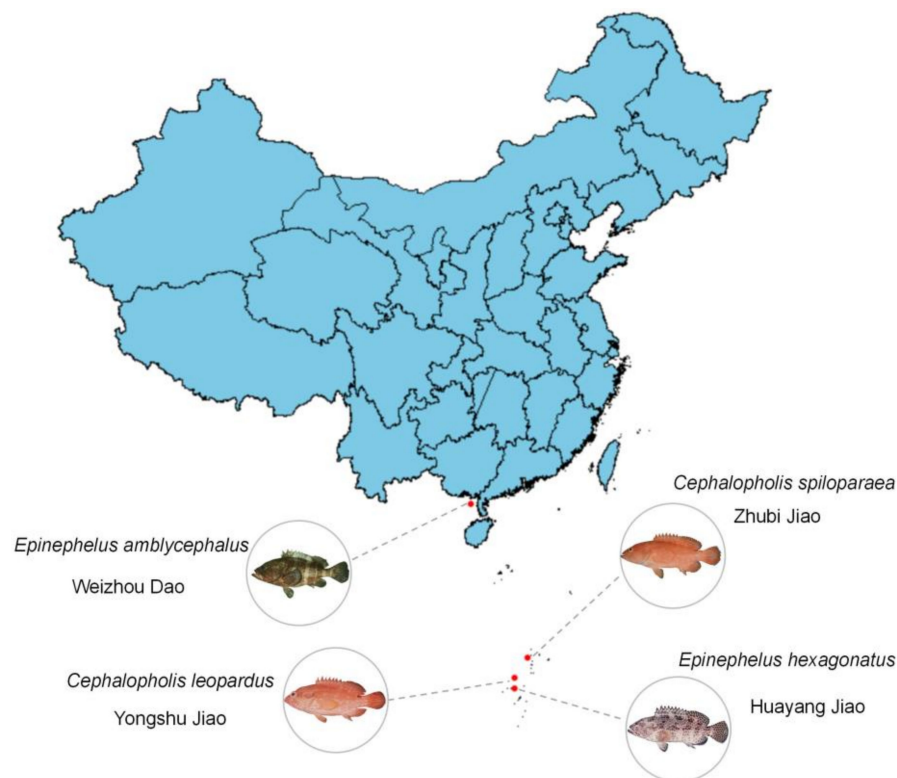 Cephalopholis spiloparaea
Zhubi Jiao
Epinephelus amblycephalus
Weizhou Dao
Cephalopholis leopardus
Yongshu Jiao
Epinephelus hexagonatus
Huayang Jiao